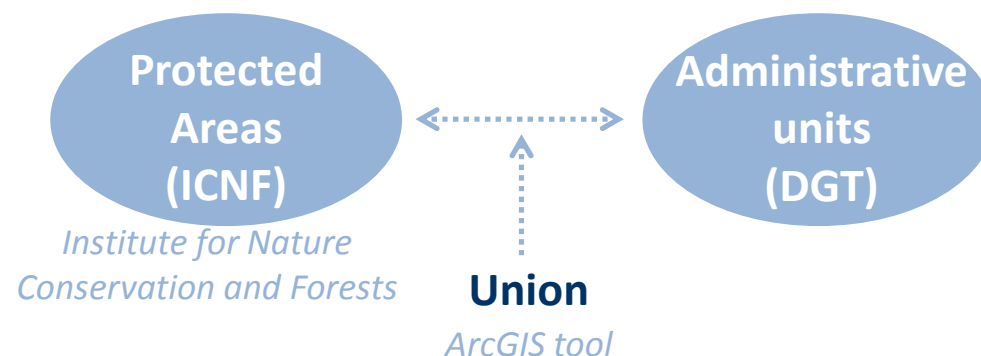 Protected
Areas
(ICNF)
Administrative
units
(DGT)
Institute for Nature
Conservation and Forests
Union
ArcGIS tool